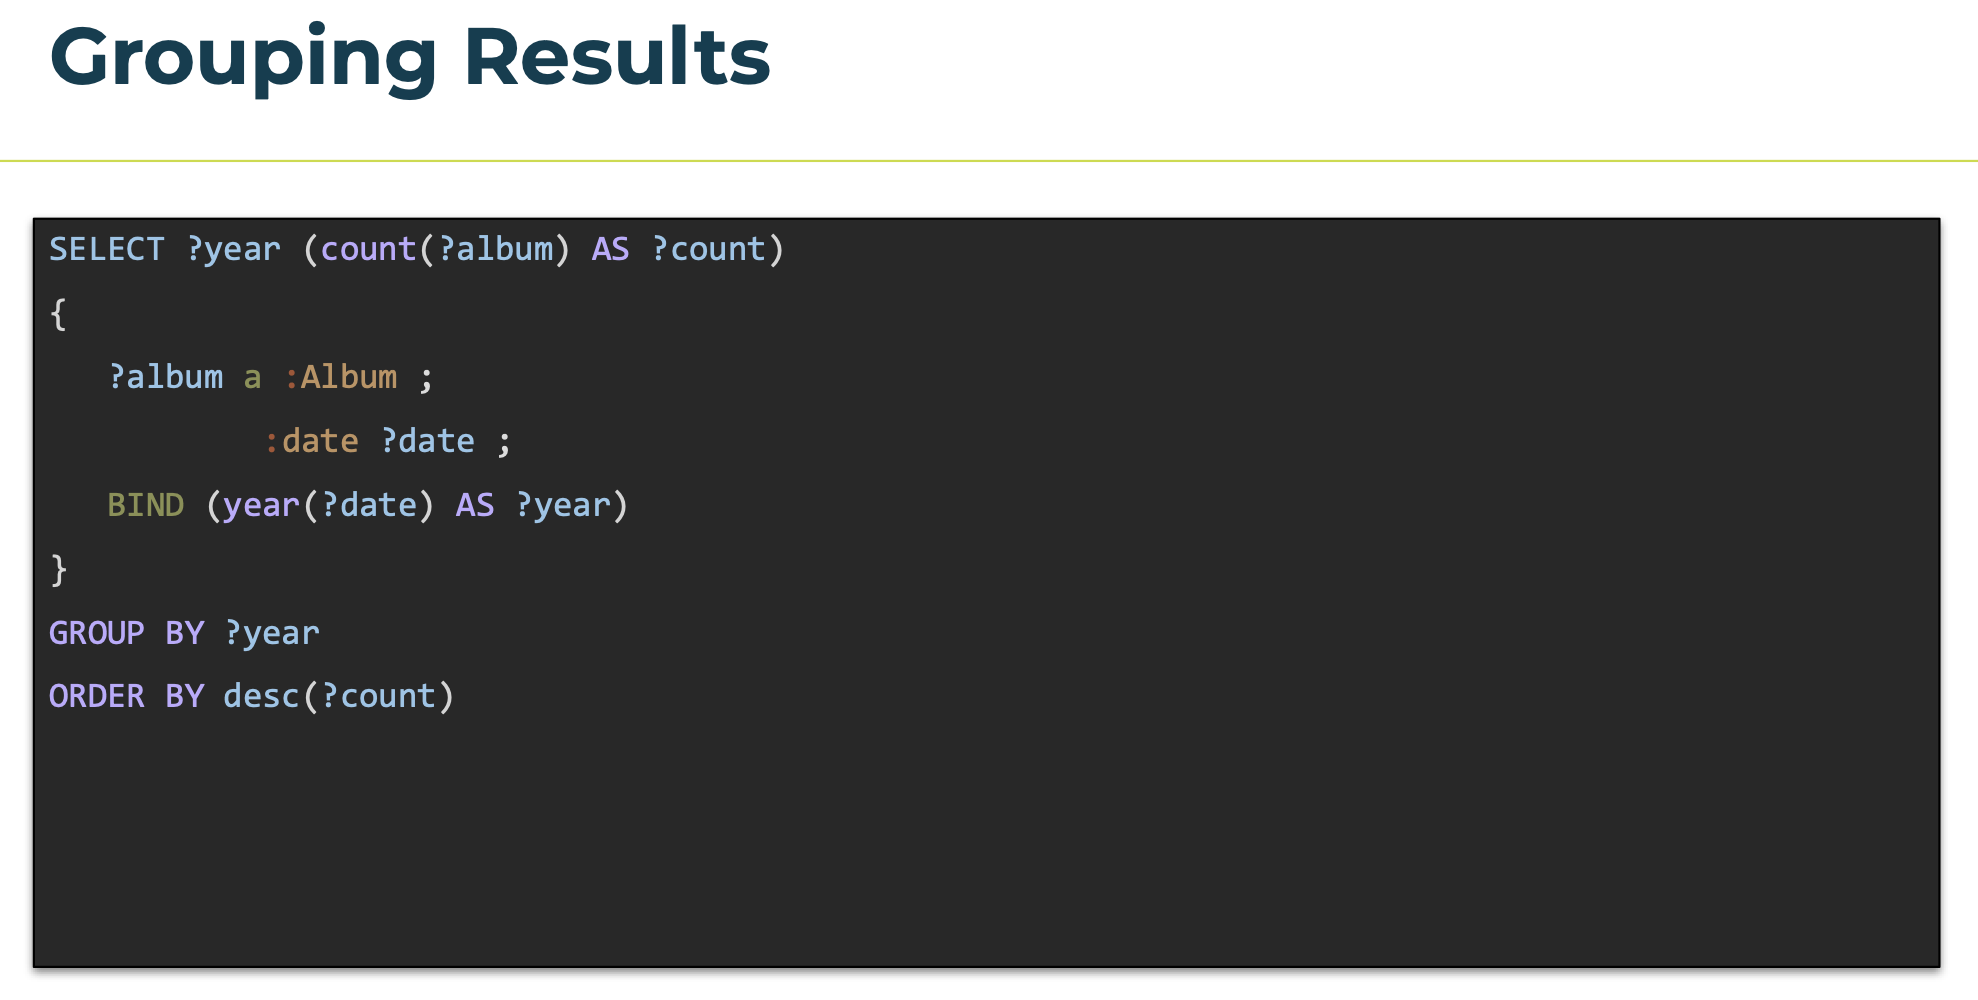 Grouping Results
SELECT ?year (count(?album) AS ?count)
{
?album a :Album ;
:date ?date ;
BIND (year(?date) AS ?year)
}
GROUP BY ?year
ORDER BY desc(?count)